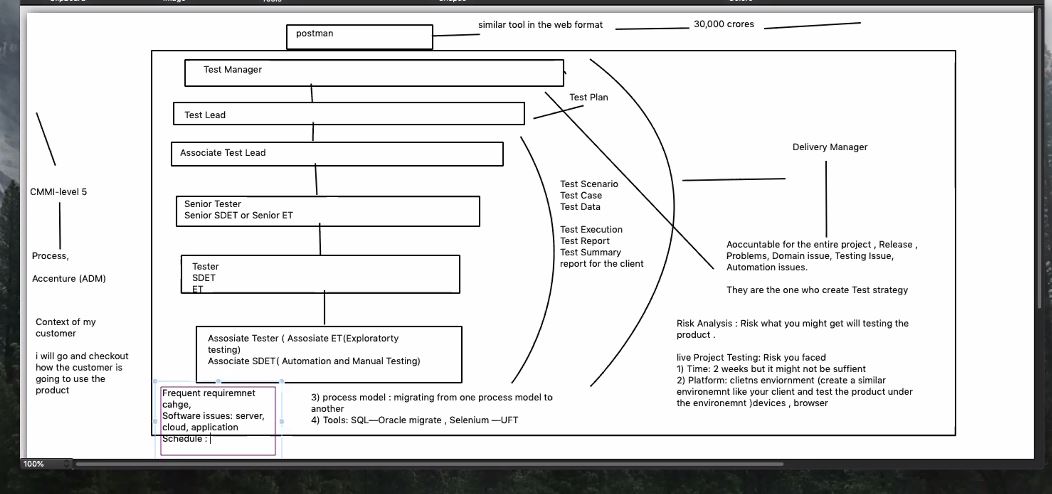 postman
similar tool in the web format
30,000 crores
Test Manager
Test Plan
Test Lead
Associate Test Lead
Delivery Manager
CMMI-level 5
Senior Tester
Senior SDET or Senior ET
Test Scenario
Test Case
Test Data
Test Execution
Test Report
Test Summary
report for the client
Process,
Accenture (ADM)
Tester
SDET
ET
Aoccuntable for the entire project , Release ,
Problems, Domain issue, Testing Issue,
Automation issues.
They are the one who create Test strategy
Context of my
customer
i will go and checkout
how the customer is
going to use the
product
Assosiate Tester ( Assosiate ET(Exploratorty
testing)
Associate SDET( Automation and Manual Testing)
Risk Analysis : Risk what you might get will testing the
product .
live Project Testing: Risk you faced
1) Time: 2 weeks but it might not be suffient
2) Platform: clietns enviornment (create a similar
environemnt like your client and test the product under
the environemnt )devices , browser
Frequent requiremnet
cahge,
Software issues: server,
cloud, application
Schedule :
3) process model : migrating from one process model to
another
4) Tools: SQL—Oracle migrate , Selenium —UFT
100%